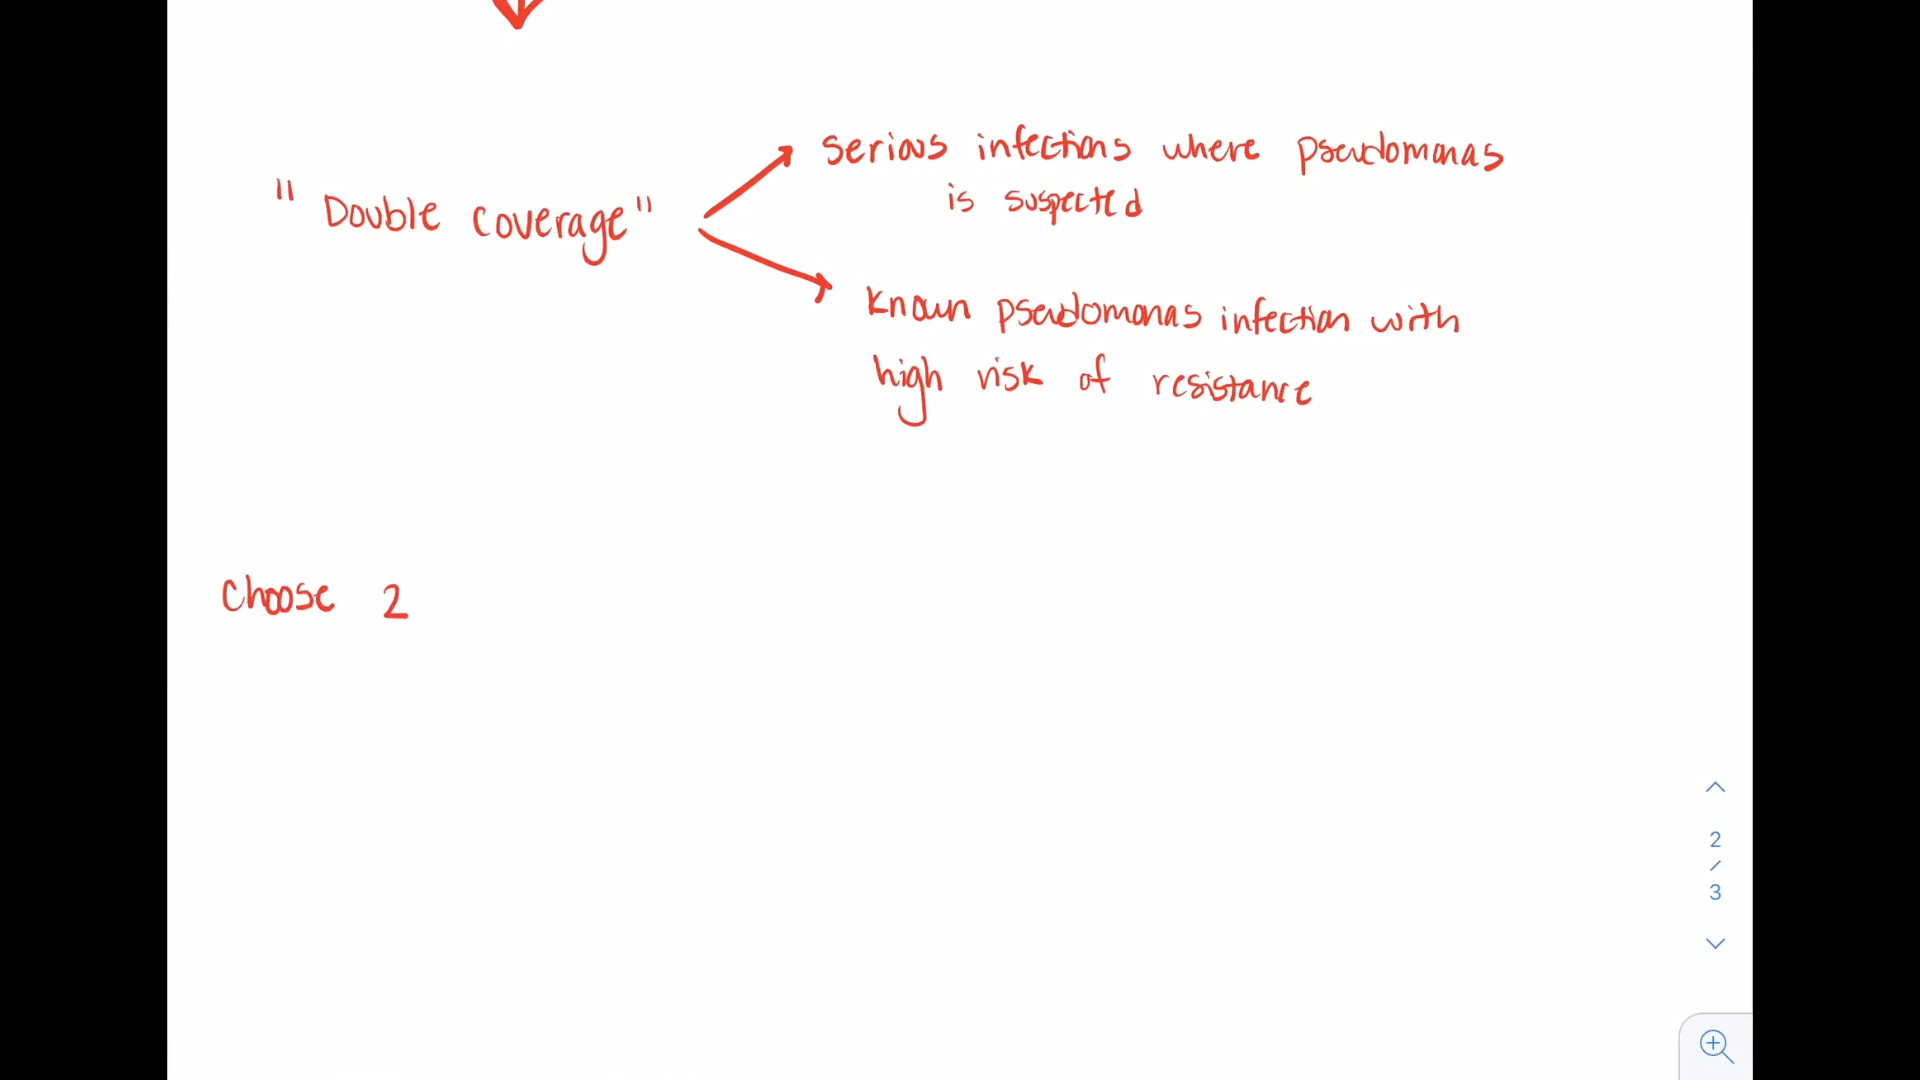 serious infections where pseudomonas
is suspected
"Double coverage"
known pseudomonas infection with
high risk of resistance
choose 2
2
/
3